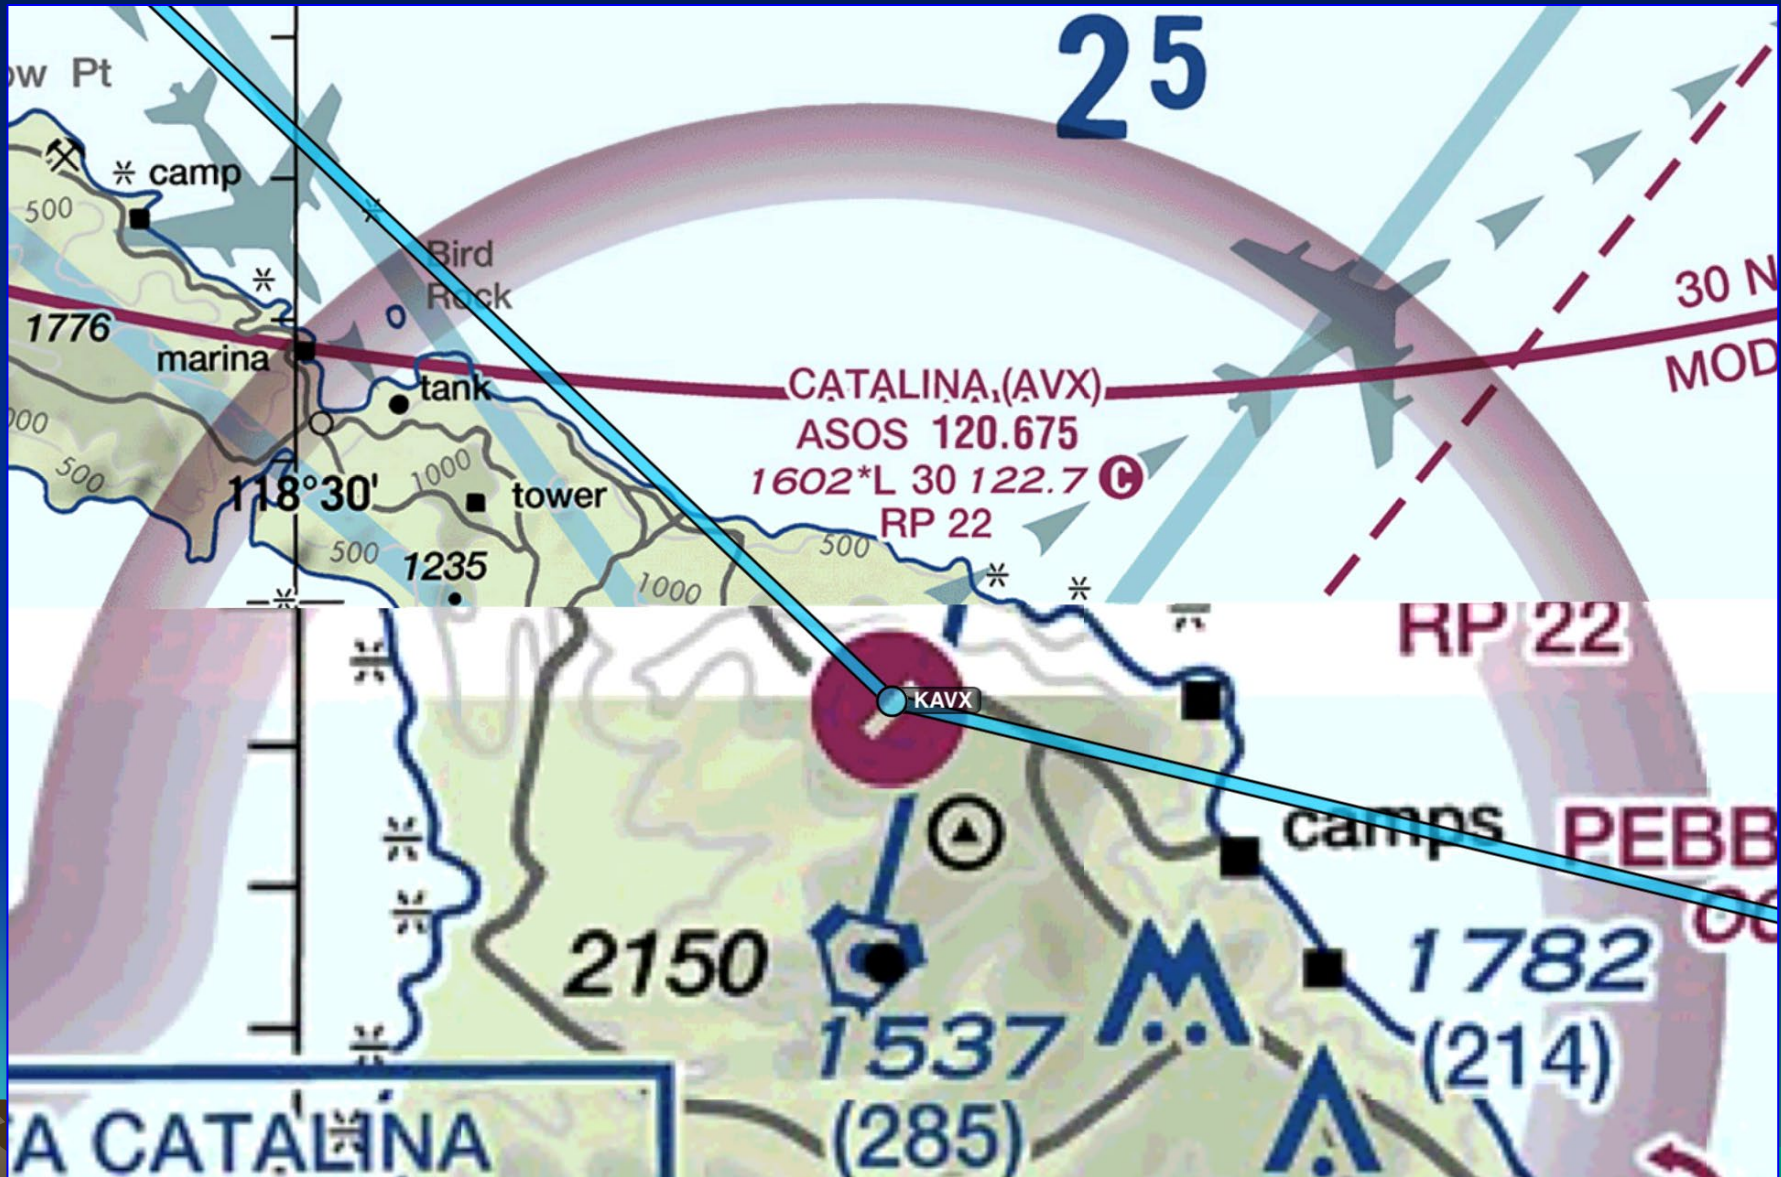 25
ow Pt
camp
500
Bird
Rock
30 N
1776
marina
MOD
tank
CATALINA (AVX)
ASOS 120.675
1602*L 30 122.7 C
RP 22
000
500
1000
118°30'
tower
500
1235
500
1000
RP 22
KAVX
camps
PEBB
2150
1782
(214)
1537
(285)
A CATALINA